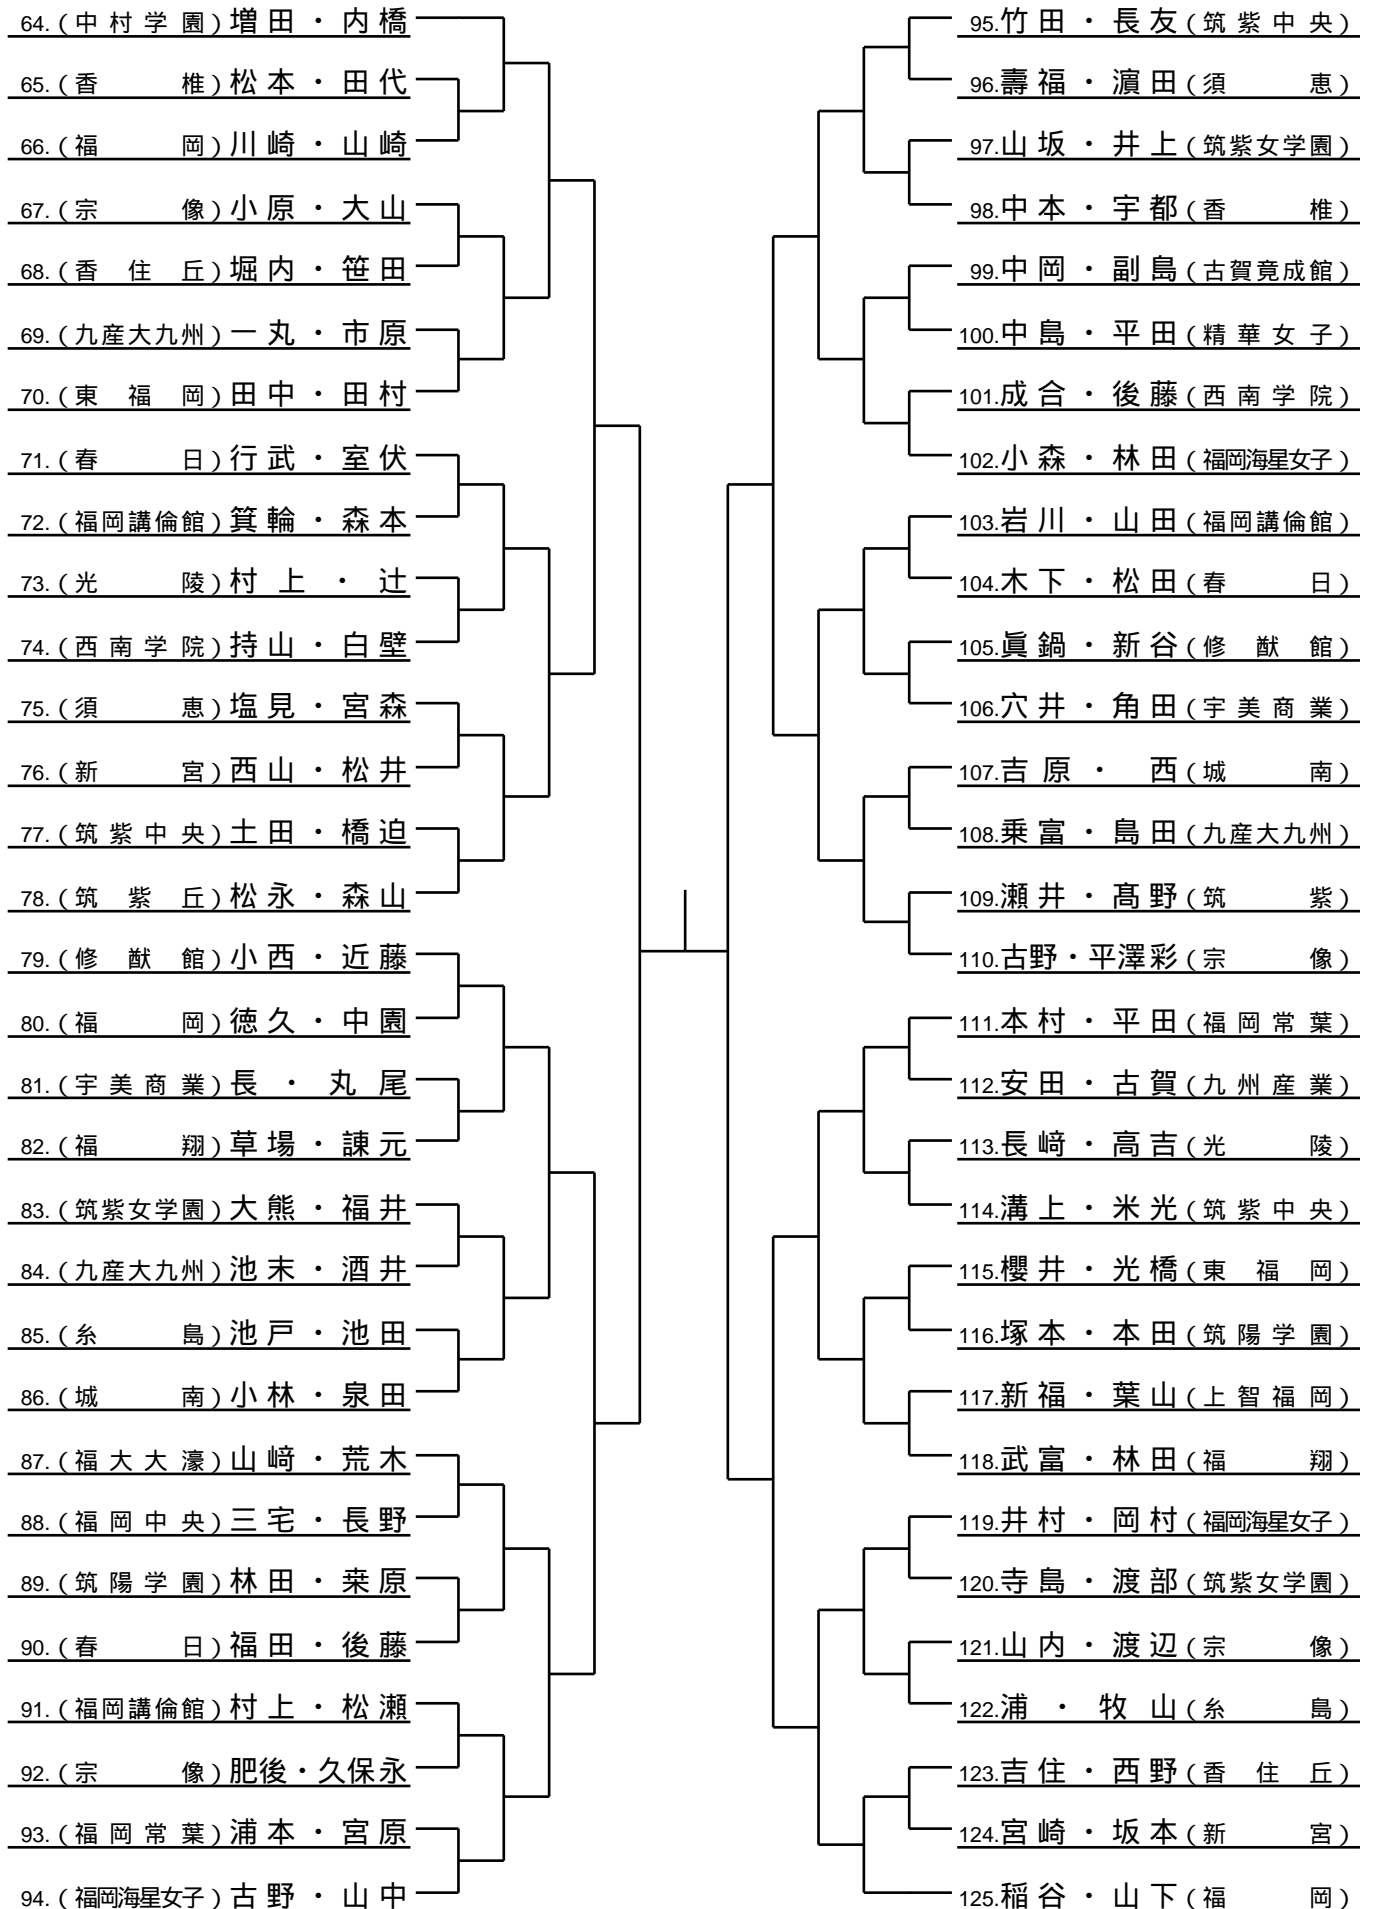 64.(中村学園)増田・内橋
65.(香椎)松本・田代
66.(福岡)川崎・山崎
67.(宗像)小原・大山
68.(香住丘)堀内・笹田
69.(九産大九州)一丸・市原
70.(東福岡)田中・田村
71.(春日)行武・室伏
72.(福岡講倫館)箕輪・森本
73.(光陵)村上・辻
74.(西南学院)持山・白壁
75.(須恵)塩見・宮森
76.(新宮)西山・松井
77.(筑紫中央)土田・橋迫
78.(筑紫丘)松永・森山
79.(修猷館)小西・近藤
80.(福岡)徳久・中園
81.(宇美商業)長・丸尾
82.(福翔)草場・諌元
83.(筑紫女学園)大熊・福井
84.(九産大九州)池末・酒井
85.(糸島)池戸・池田
86.(城南)小林・泉田
87.(福大大濠)山﨑・荒木
88.(福岡中央)三宅・長野
89.(筑陽学園)林田・桒原
90.(春日)福田・後藤
91.(福岡講倫館)村上・松瀬
92.(宗像)肥後・久保永
93.(福岡常葉)浦本・宮原
94.(福岡海星女子)古野・山中
95.竹田・長友(筑紫中央)
96.壽福・濵田(須恵)
97.山坂・井上(筑紫女学園)
98.中本・宇都(香椎)
99.中岡・副島(古賀竟成館)
100.中島・平田(精華女子)
101.成合・後藤(西南学院)
102.小森・林田(福岡海星女子)
103.岩川・山田(福岡講倫館)
104.木下・松田(春日)
105.眞鍋・新谷(修猷館)
106.穴井・角田(宇美商業)
107.吉原・西(城南)
108.乗富・島田(九産大九州)
109.瀬井・髙野(筑紫)
110.古野・平澤彩(宗像)
111.本村・平田(福岡常葉)
112.安田・古賀(九州産業)
113.長﨑・高吉(光陵)
114.溝上・米光(筑紫中央)
115.櫻井・光橋(東福岡)
116.塚本・本田(筑陽学園)
117.新福・葉山(上智福岡)
118.武富・林田(福翔)
119.井村・岡村(福岡海星女子)
120.寺島・渡部(筑紫女学園)
121.山内・渡辺(宗像)
122.浦・牧山(糸島)
123.吉住・西野(香住丘)
124.宮崎・坂本(新宮)
125.稲谷・山下(福岡)